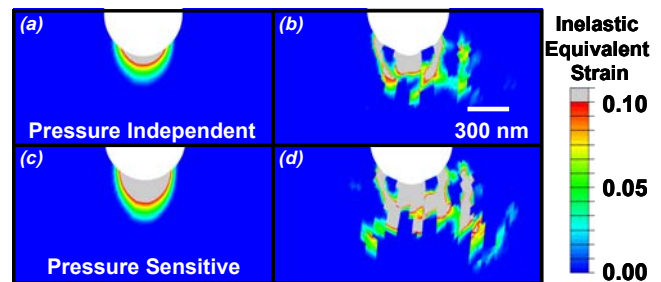 (a)
(b)
Inelastic
Equivalent
Strain
0.10
Pressure Independent
300 nm
(c)
(d)
0.05
Pressure Sensitive
0.00